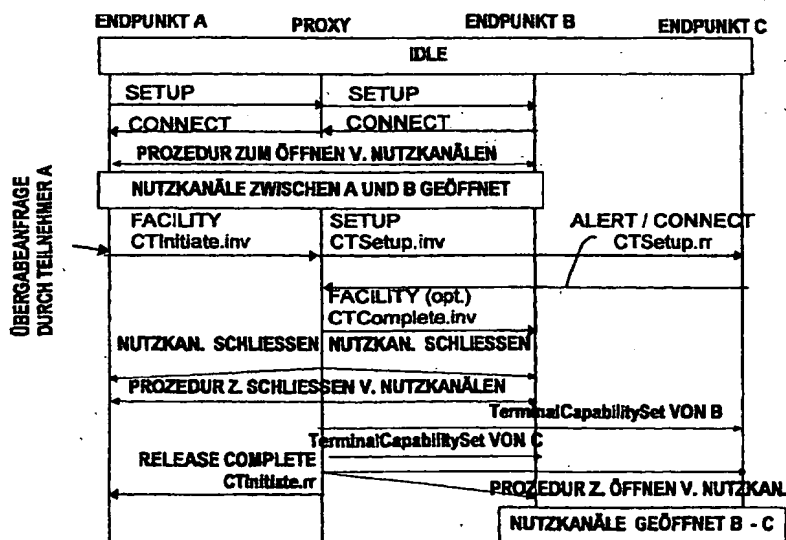 ENDPUNKT A PROXY ENDPUNKT B ENDPUNKT C
IDLE
SETUP SETUP
CONNECT CONNECT
PROZEDUR ZUM ÖFFNEN V. NUTZKANÄLEN
NUTZKANÄLE ZWISCHEN A UND B GEÖFFNET
ÜBERGABEANFRAGE
DURCH TEILNEHMER A
FACILITY SETUP ALERT / CONNECT
CTInitiate.inv CTSetup.inv CTSetup.rr
FACILITY (opt.)
CTComplete.inv
NUTZKAN. SCHLIESSEN NUTZKAN. SCHLIESSEN
PROZEDUR Z. SCHLIESSEN V. NUTZKANÄLEN
TerminalCapabilitySet VON B
TerminalCapabilitySet VON C
RELEASE COMPLETE
CTInitiate.rr
PROZEDUR Z. ÖFFNEN V. NUTZKAN.
NUTZKANÄLE GEÖFFNET B - C